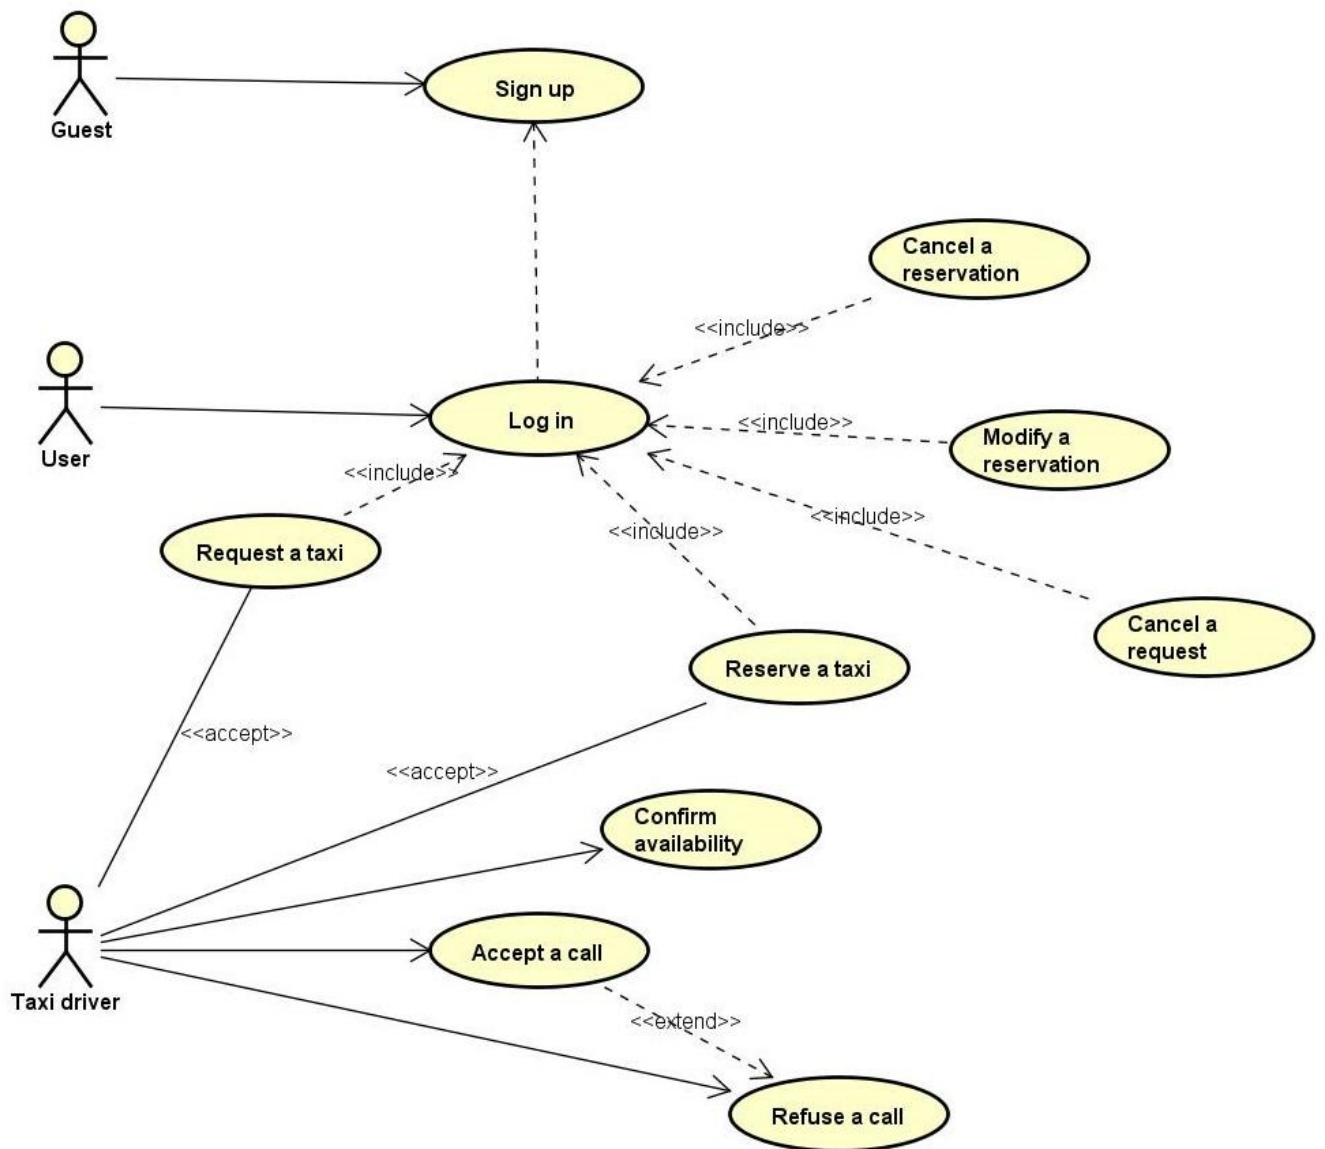 Sign up
Guest
Cancel a
reservation
<<include>>
Log in
<<include>>
Modify a
reservation
User
<<include>>
<<include>>
<<include>>
Request a taxi
Cancel a
request
Reserve a taxi
<<accept>>
<<accept>>
Confirm
availability
Accept a call
Taxi driver
<<extend>>
Refuse a call